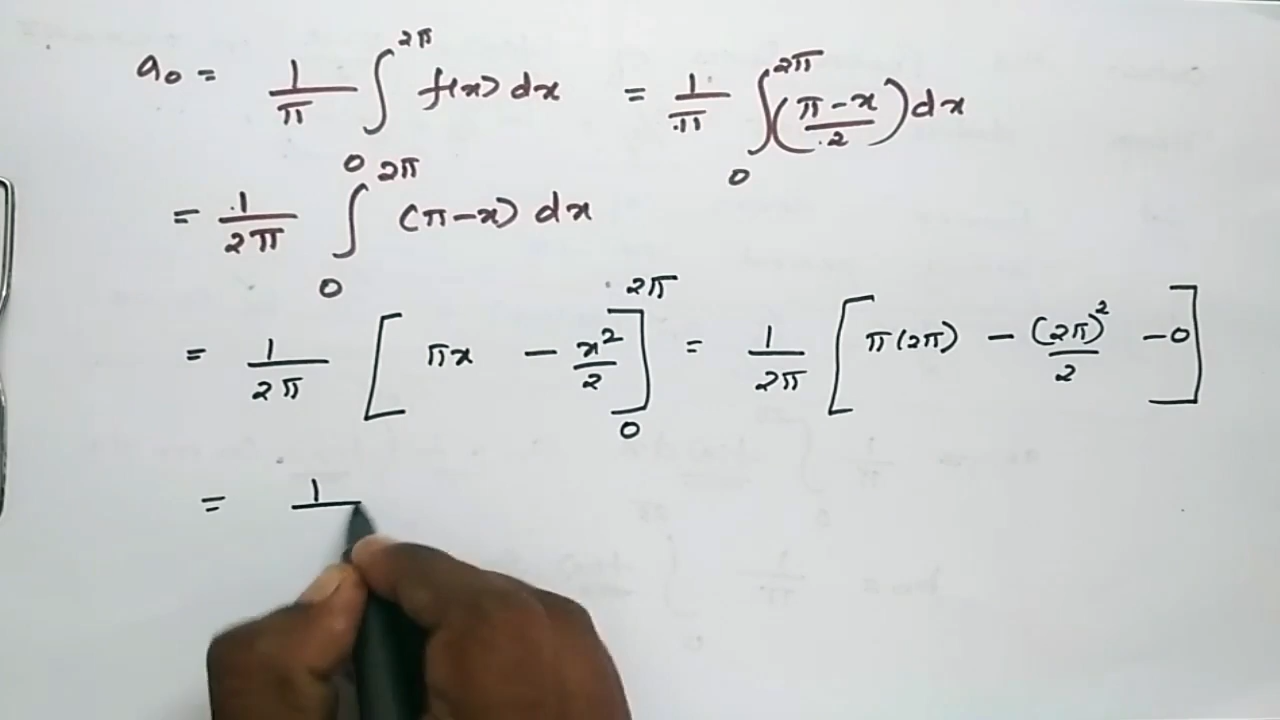 a₀ = 1/π ∫₀^2π f(x) dx = 1/π ∫₀^2π (π-x/2) dx
= 1/2π ∫₀^2π (π-x) dx
= 1/2π [πx - x²/2]₀^2π = 1/2π [π(2π) - (2π)²/2 - 0]
= 1